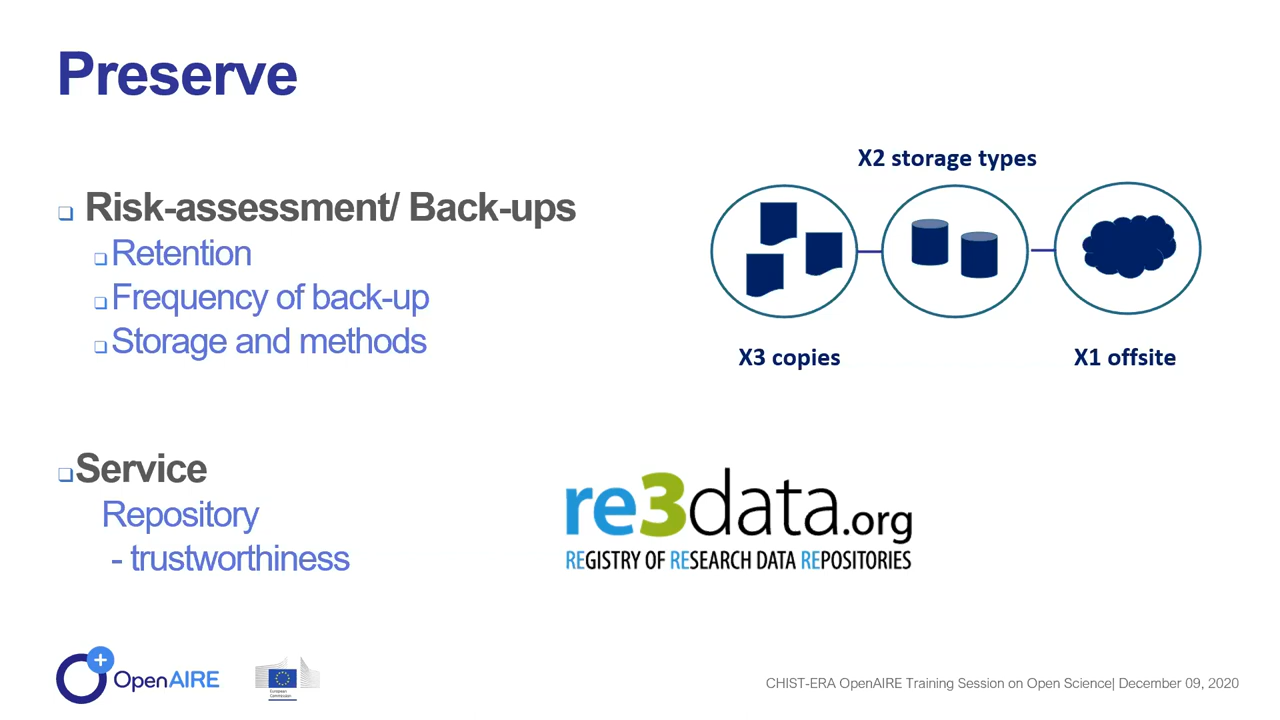 Preserve
Risk-assessment/ Back-ups
Retention
Frequency of back-up
Storage and methods
X2 storage types
X3 copies
X1 offsite
Service
Repository
- trustworthiness
re3data.org
REGISTRY OF RESEARCH DATA REPOSITORIES
OpenAIRE
European
Commission
CHIST-ERA OpenAIRE Training Session on Open Science| December 09, 2020